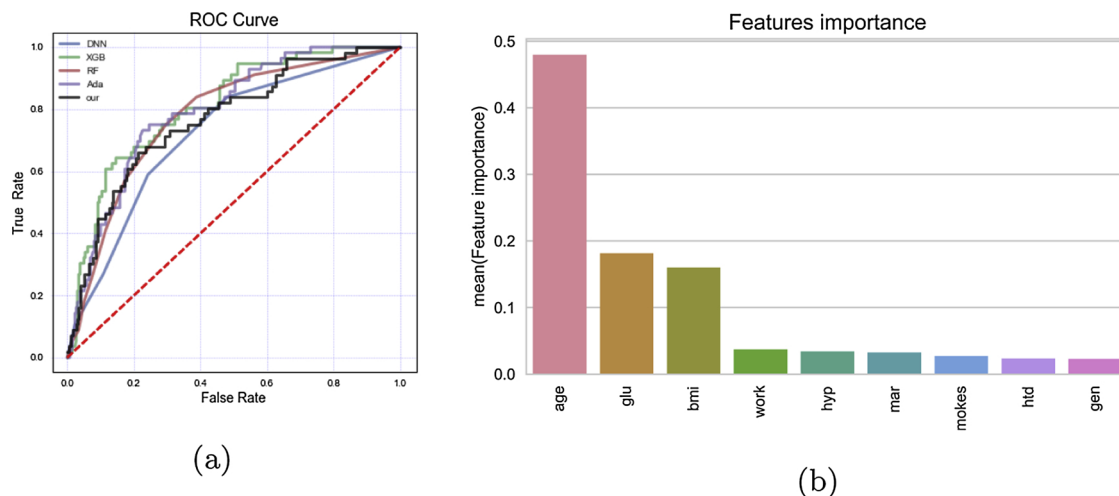 ROC Curve
DNN
XGB
RF
Ada
our
1.0
0.8
0.6
0.4
0.2
0.0
True Rate
0.0 0.2 0.4 0.6 0.8 1.0
False Rate
(a)
Features importance
0.5
0.4
0.3
0.2
0.1
0.0
mean(Feature importance)
age glu bmi work hyp mar mokes htd gen
(b)